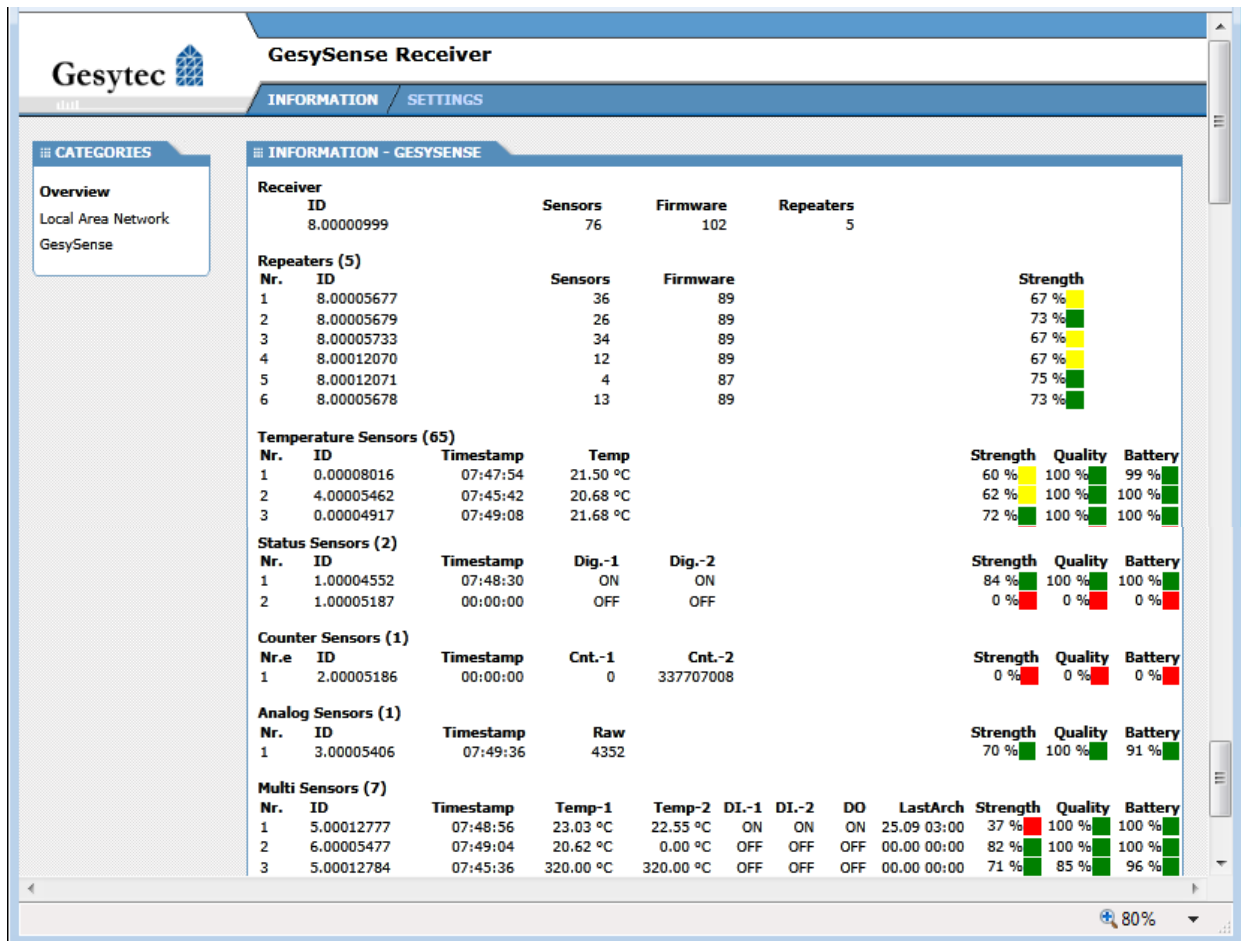 Gesytec
GesySense Receiver
INFORMATION / SETTINGS
CATEGORIES
Overview
Local Area Network
GesySense
INFORMATION - GESYSENSE
Receiver
ID Sensors Firmware Repeaters
8.00000999 76 102 5
Repeaters (5)
Nr. ID Sensors Firmware Strength
1 8.00005677 36 89 67 %
2 8.00005679 26 89 73 %
3 8.00005733 34 89 67 %
4 8.00012070 12 89 67 %
5 8.00012071 4 87 75 %
6 8.00005678 13 89 73 %
Temperature Sensors (65)
Nr. ID Timestamp Temp Strength Quality Battery
1 0.00008016 07:47:54 21.50 °C 60 % 100 % 99 %
2 4.00005462 07:45:42 20.68 °C 62 % 100 % 100 %
3 0.00004917 07:49:08 21.68 °C 72 % 100 % 100 %
Status Sensors (2)
Nr. ID Timestamp Dig.-1 Dig.-2 Strength Quality Battery
1 1.00004552 07:48:30 ON ON 84 % 100 % 100 %
2 1.00005187 00:00:00 OFF OFF 0 % 0 % 0 %
Counter Sensors (1)
Nr.e ID Timestamp Cnt.-1 Cnt.-2 Strength Quality Battery
1 2.00005186 00:00:00 0 337707008 0 % 0 % 0 %
Analog Sensors (1)
Nr. ID Timestamp Raw Strength Quality Battery
1 3.00005406 07:49:36 4352 70 % 100 % 91 %
Multi Sensors (7)
Nr. ID Timestamp Temp-1 Temp-2 DI.-1 DI.-2 DO LastArch Strength Quality Battery
1 5.00012777 07:48:56 23.03 °C 22.55 °C ON ON ON 25.09 03:00 37 % 100 % 100 %
2 6.00005477 07:49:04 20.62 °C 0.00 °C OFF OFF OFF 00.00 00:00 82 % 100 % 100 %
3 5.00012784 07:45:36 320.00 °C 320.00 °C OFF OFF OFF 00.00 00:00 71 % 85 % 96 %
80%